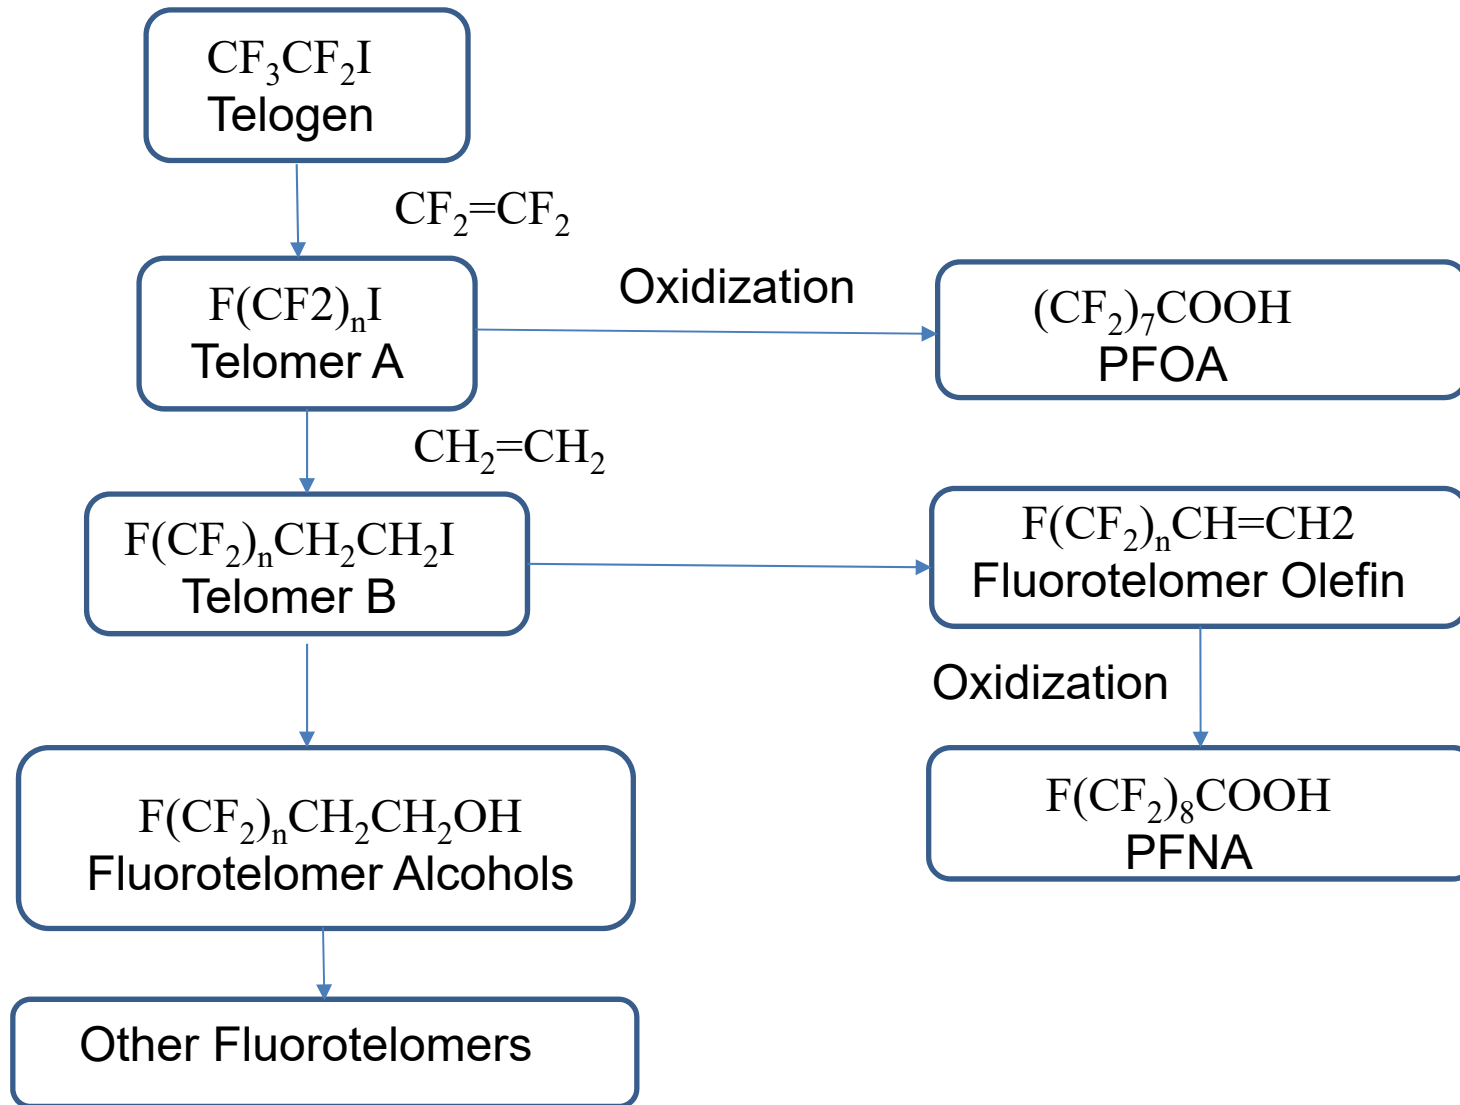 CF₃CF₂I
Telogen
CF₂=CF₂
F(CF2)ₙI
Telomer A
Oxidization
(CF₂)₇COOH
PFOA
CH₂=CH₂
F(CF₂)ₙCH₂CH₂I
Telomer B
F(CF₂)ₙCH=CH2
Fluorotelomer Olefin
Oxidization
F(CF₂)ₙCH₂CH₂OH
Fluorotelomer Alcohols
F(CF₂)₈COOH
PFNA
Other Fluorotelomers